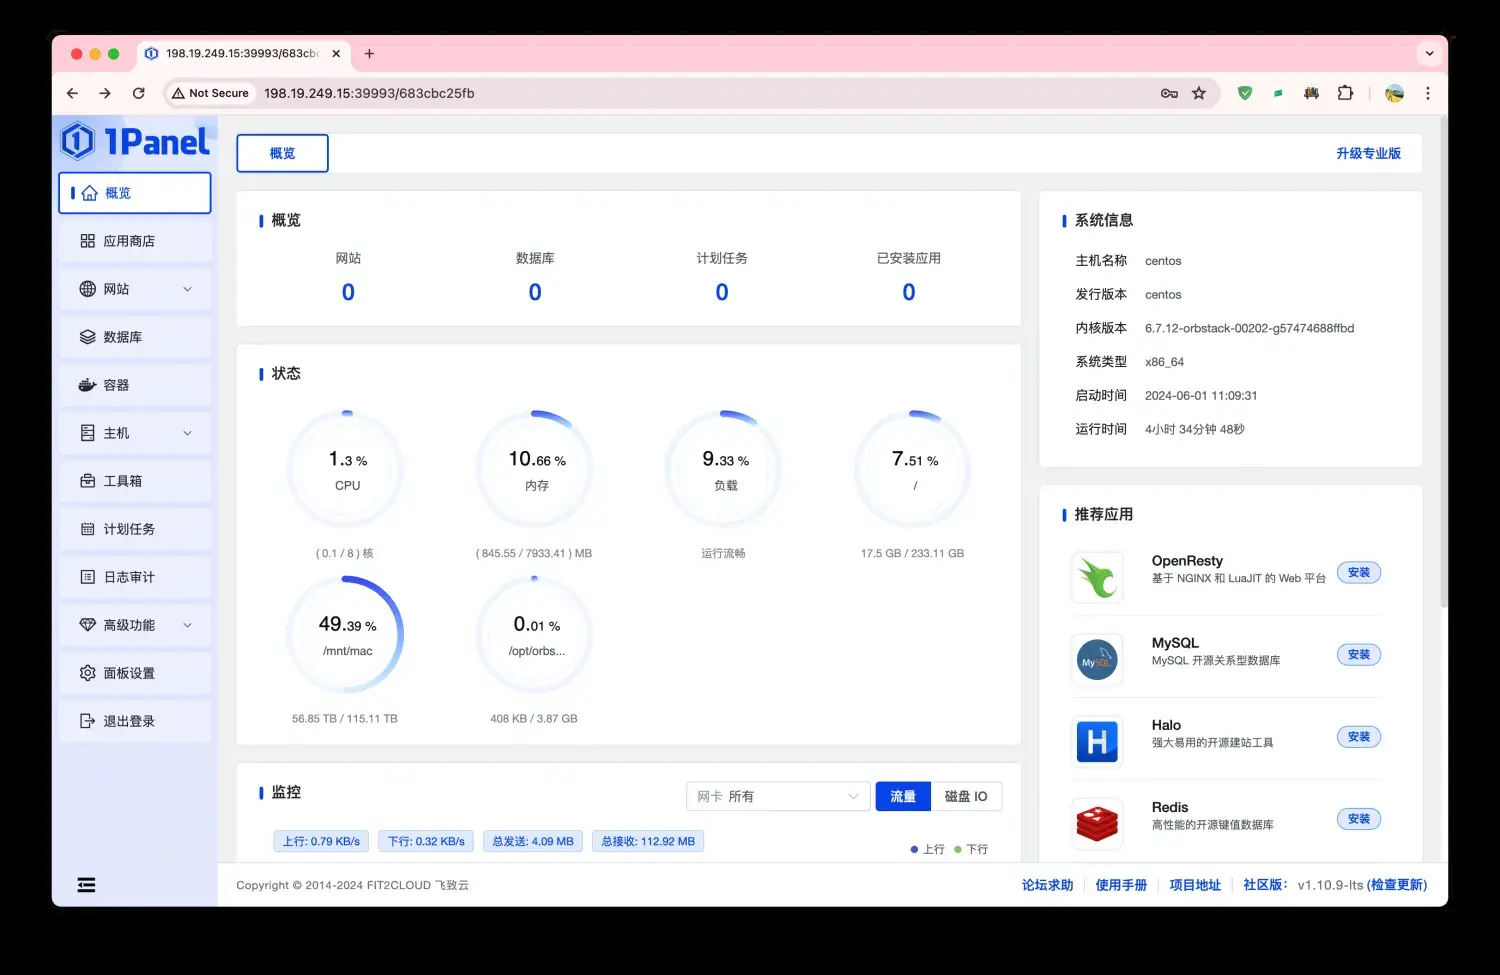 198.19.249.15:39993/683cbc
Not Secure 198.19.249.15:39993/683cbc25fb
1Panel
概览
应用商店
网站
数据库
容器
主机
工具箱
计划任务
日志审计
高级功能
面板设置
退出登录
概览
升级专业版
概览
网站 数据库 计划任务 已安装应用
0 0 0 0
状态
1.3 % 10.66 % 9.33 % 7.51 %
CPU 内存 负载 /
( 0.1 / 8 ) 核 ( 845.55 / 7933.41 ) MB 运行流畅 17.5 GB / 233.11 GB
49.39 % 0.01 %
/mnt/mac /opt/orbs...
56.85 TB / 115.11 TB 408 KB / 3.87 GB
监控
网卡 所有 流量 磁盘 IO
上行: 0.79 KB/s 下行: 0.32 KB/s 总发送: 4.09 MB 总接收: 112.92 MB
上行 下行
系统信息
主机名称 centos
发行版本 centos
内核版本 6.7.12-orbstack-00202-g57474688ffbd
系统类型 x86_64
启动时间 2024-06-01 11:09:31
运行时间 4小时 34分钟 48秒
推荐应用
OpenResty
基于 NGINX 和 LuaJIT 的 Web 平台
安装
MySQL
MySQL
MySQL 开源关系型数据库
安装
H
Halo
强大易用的开源建站工具
安装
Redis
高性能的开源键值数据库
安装
Copyright © 2014-2024 FIT2CLOUD 飞致云
论坛求助 使用手册 项目地址 社区版: v1.10.9-lts (检查更新)